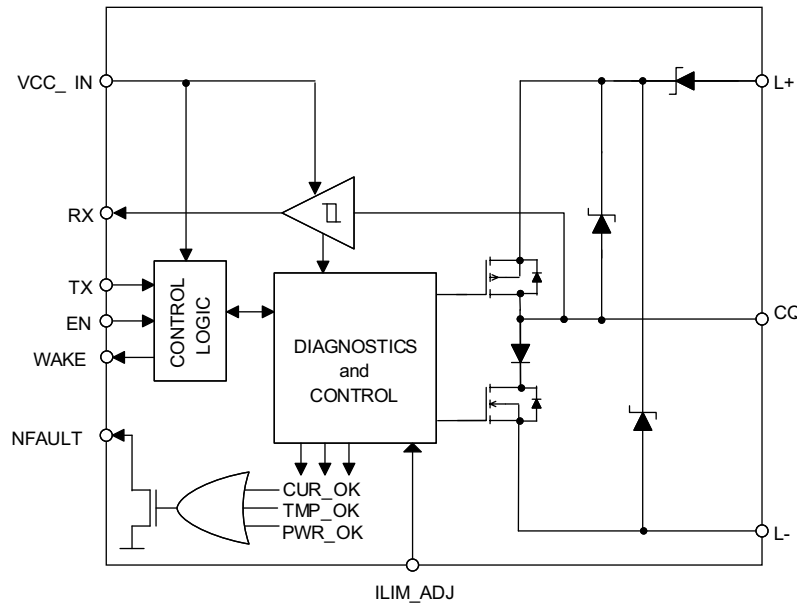 VCC_ IN
L+
RX
TX
EN
WAKE
CONTROL
LOGIC
DIAGNOSTICS
and
CONTROL
CQ
NFAULT
CUR_OK
TMP_OK
PWR_OK
L-
ILIM_ADJ